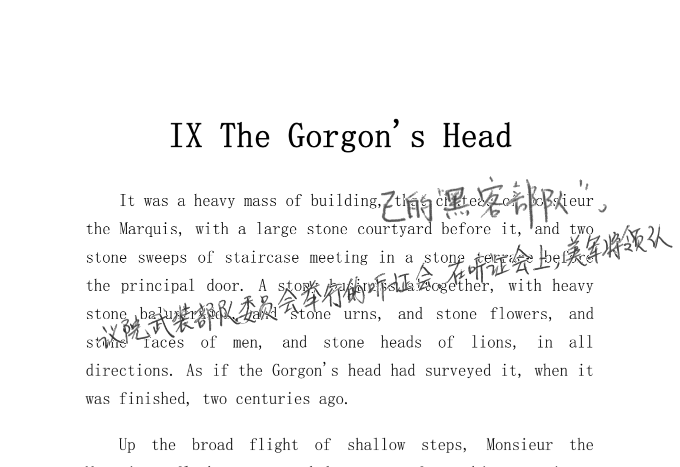 IX The Gorgon's Head
It was a heavy mass of building, that château of Monsieur
己的"黑客部队",
the Marquis, with a large stone courtyard before it, and two
stone sweeps of staircase meeting in a stone terrace before
the principal door. A stony business altogether, with heavy
议院武装部队委员会举行的听证会。在听证会上,美军将领认
stone balustrades, and stone urns, and stone flowers, and
stone faces of men, and stone heads of lions, in all
directions. As if the Gorgon's head had surveyed it, when it
was finished, two centuries ago.
Up the broad flight of shallow steps, Monsieur the